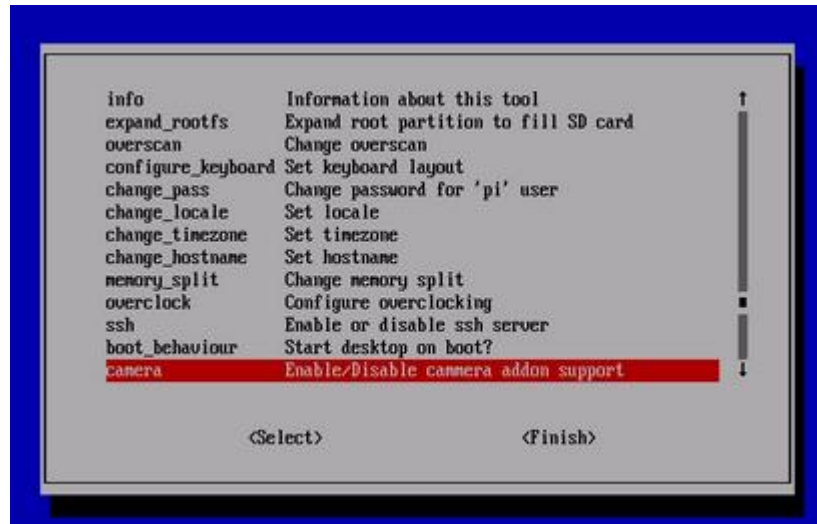 info Information about this tool
expand_rootfs Expand root partition to fill SD card
overscan Change overscan
configure_keyboard Set keyboard layout
change_pass Change password for 'pi' user
change_locale Set locale
change_timezone Set timezone
change_hostname Set hostname
memory_split Change memory split
overclock Configure overclocking
ssh Enable or disable ssh server
boot_behaviour Start desktop on boot?
camera Enable/Disable cammera addon support
<Select> <Finish>